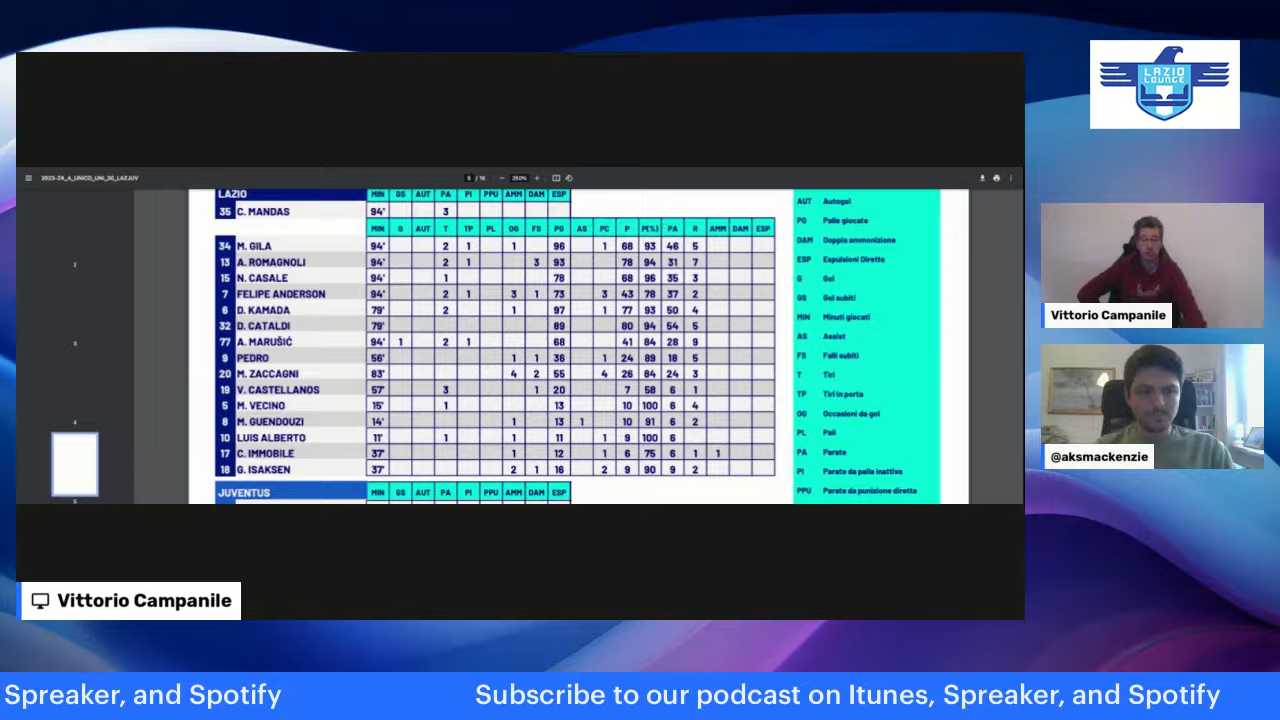 LAZIO
LOUNGE
2023-24_A_UNICO_UNI_30_LAZJUV 5 / 16 250%
LAZIO MIN GS AUT PA PI PPU AMM DAM ESP
35 C. MANDAS 94' 3
MIN G AUT T TP PL OG FS PG AS PC P P(%) PA R AMM DAM ESP
34 M. GILA 94' 2 1 1 96 1 68 93 46 5
13 A. ROMAGNOLI 94' 2 1 3 93 78 94 31 7
15 N. CASALE 94' 1 78 68 96 35 3
7 FELIPE ANDERSON 94' 2 1 3 1 73 3 43 78 37 2
6 D. KAMADA 79' 2 1 97 1 77 93 50 4
32 D. CATALDI 79' 89 80 94 54 5
77 A. MARUŠIĆ 94' 1 2 1 68 41 84 28 9
9 PEDRO 56' 1 1 36 1 24 89 18 5
20 M. ZACCAGNI 83' 4 2 55 4 26 84 24 3
19 V. CASTELLANOS 57' 3 1 20 7 58 6 1
5 M. VECINO 15' 1 13 10 100 6 4
8 M. GUENDOUZI 14' 1 13 1 10 91 6 2
10 LUIS ALBERTO 11' 1 1 11 1 9 100 6
17 C. IMMOBILE 37' 1 12 1 6 75 6 1 1
18 G. ISAKSEN 37' 2 1 16 2 9 90 9 2
JUVENTUS MIN GS AUT PA PI PPU AMM DAM ESP
AUT Autogol
PG Palle giocate
DAM Doppia ammonizione
ESP Espulsioni Dirette
G Gol
GS Gol subiti
MIN Minuti giocati
AS Assist
FS Falli subiti
T Tiri
TP Tiri in porta
OG Occasioni da gol
PL Pali
PA Parate
PI Parate da palla inattiva
PPU Parate da punizione diretta
2
3
4
5
Vittorio Campanile
@aksmackenzie
Vittorio Campanile
Spreaker, and Spotify Subscribe to our podcast on Itunes, Spreaker, and Spotify